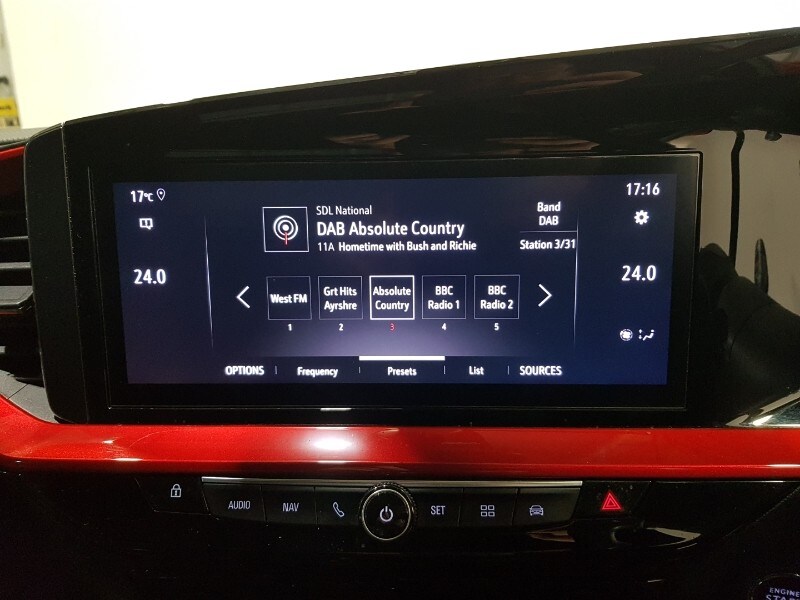 17°C
17:16
SDL National
DAB Absolute Country
11A Hometime with Bush and Richie
Band
DAB
Station 3/31
24.0
24.0
West FM
Grt Hits
Ayrshre
Absolute
Country
BBC
Radio 1
BBC
Radio 2
1
2
3
4
5
OPTIONS
Frequency
Presets
List
SOURCES
AUDIO
NAV
SET
ENGINE